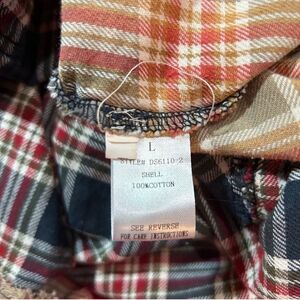 L
STYLE# DS6110-2
SHELL
100%COTTON
SEE REVERSE
FOR CARE INSTRUCTIONS